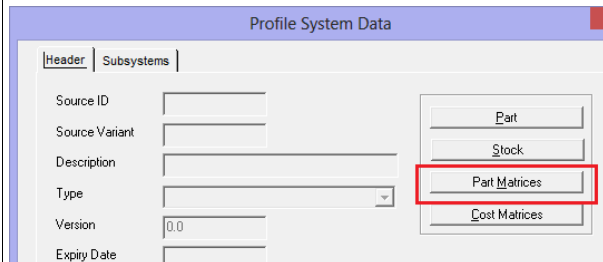 Profile System Data
Header Subsystems
Source ID
Source Variant
Description
Type
Version 0.0
Expiry Date
Part
Stock
Part Matrices
Cost Matrices